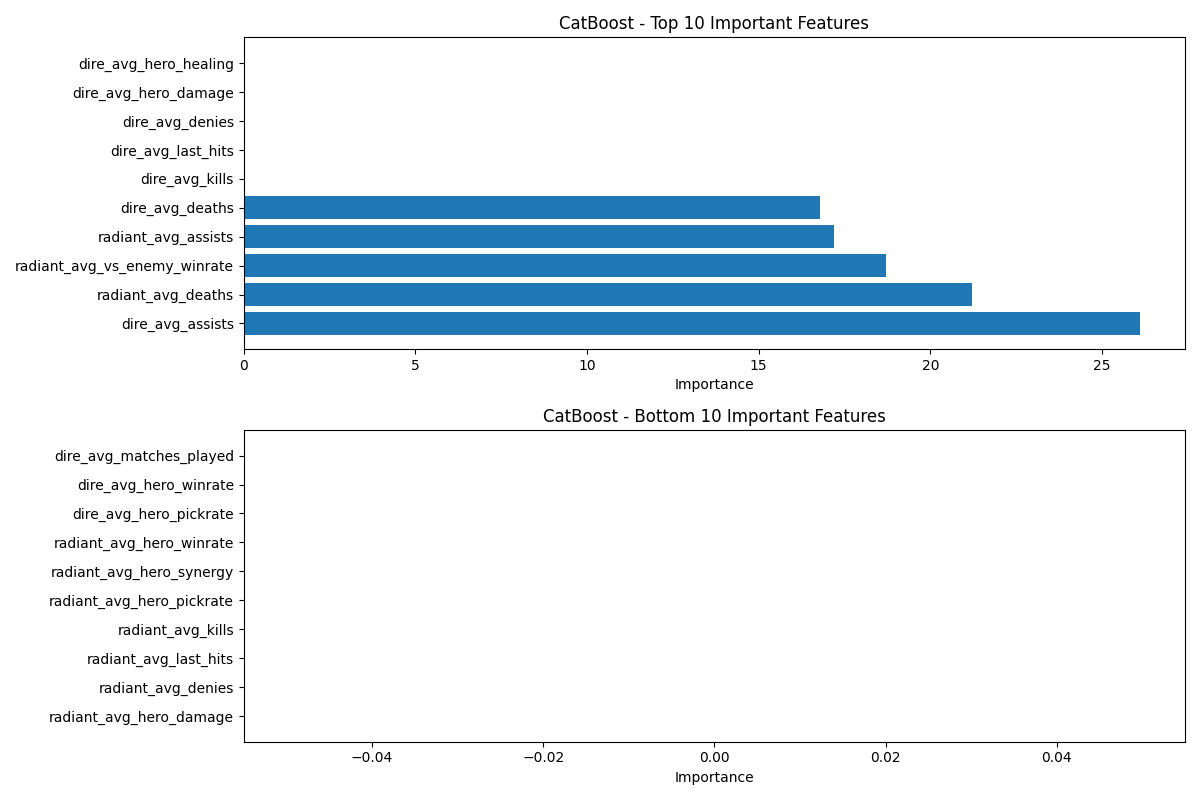 CatBoost - Top 10 Important Features
dire_avg_hero_healing
dire_avg_hero_damage
dire_avg_denies
dire_avg_last_hits
dire_avg_kills
dire_avg_deaths
radiant_avg_assists
radiant_avg_vs_enemy_winrate
radiant_avg_deaths
dire_avg_assists
0 5 10 15 20 25
Importance
CatBoost - Bottom 10 Important Features
dire_avg_matches_played
dire_avg_hero_winrate
dire_avg_hero_pickrate
radiant_avg_hero_winrate
radiant_avg_hero_synergy
radiant_avg_hero_pickrate
radiant_avg_kills
radiant_avg_last_hits
radiant_avg_denies
radiant_avg_hero_damage
−0.04 −0.02 0.00 0.02 0.04
Importance